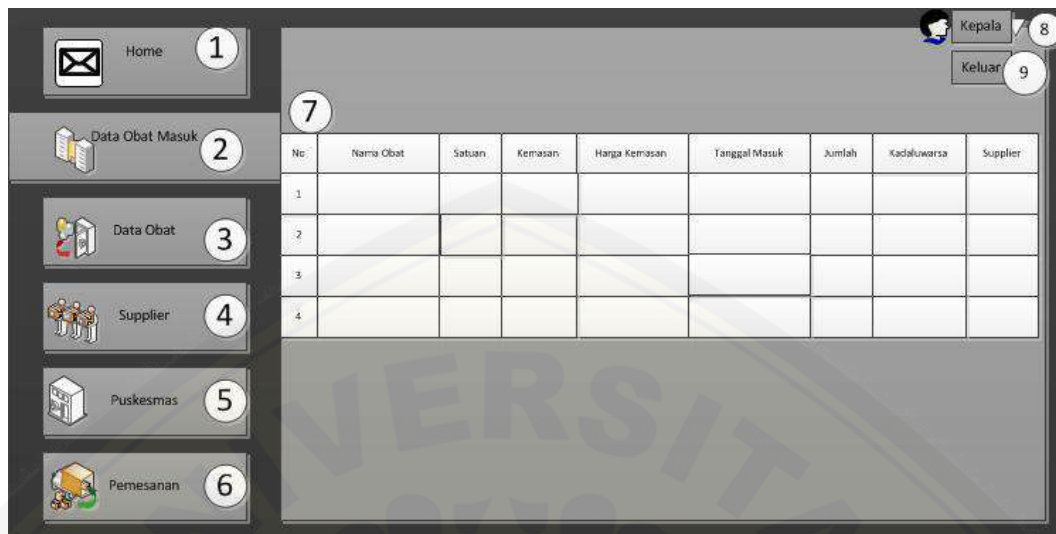 Home 1
Data Obat Masuk 2
Data Obat 3
Supplier 4
Puskesmas 5
Pemesanan 6
Kepala 8
Keluar 9
7
No Nama Obat Satuan Kemasan Harga Kemasan Tanggal Masuk Jumlah Kadaluwarsa Supplier
1
2
3
4